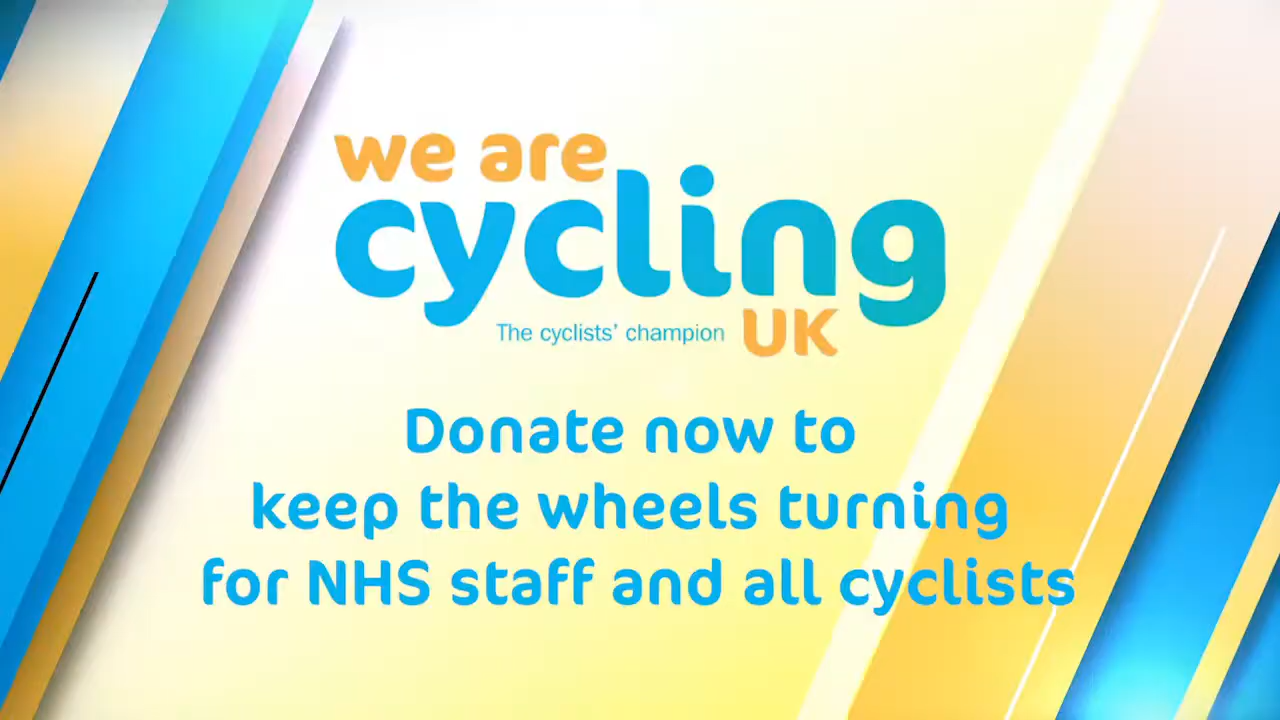 we are
cycling
The cyclists’ champion UK
Donate now to
keep the wheels turning
for NHS staff and all cyclists